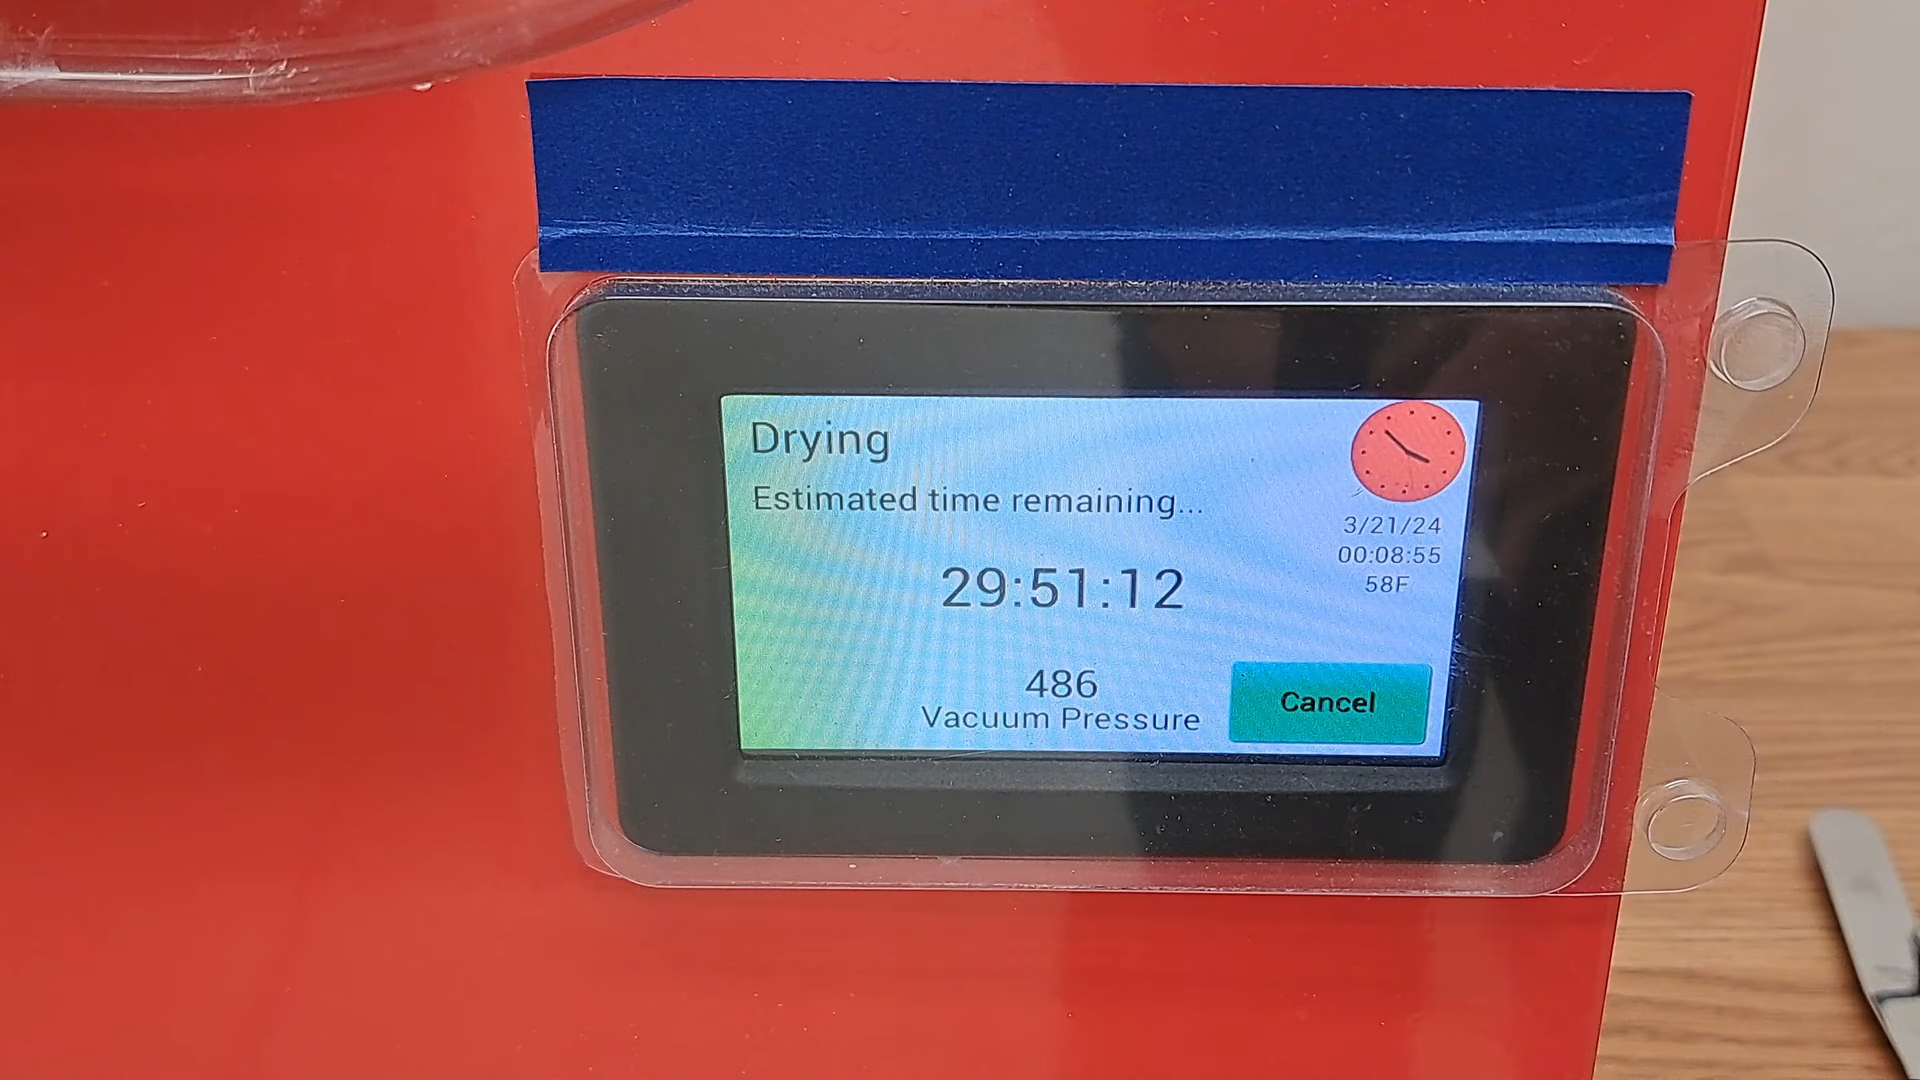 Drying
Estimated time remaining...
3/21/24
00:08:55
58F
29:51:12
486
Vacuum Pressure
Cancel